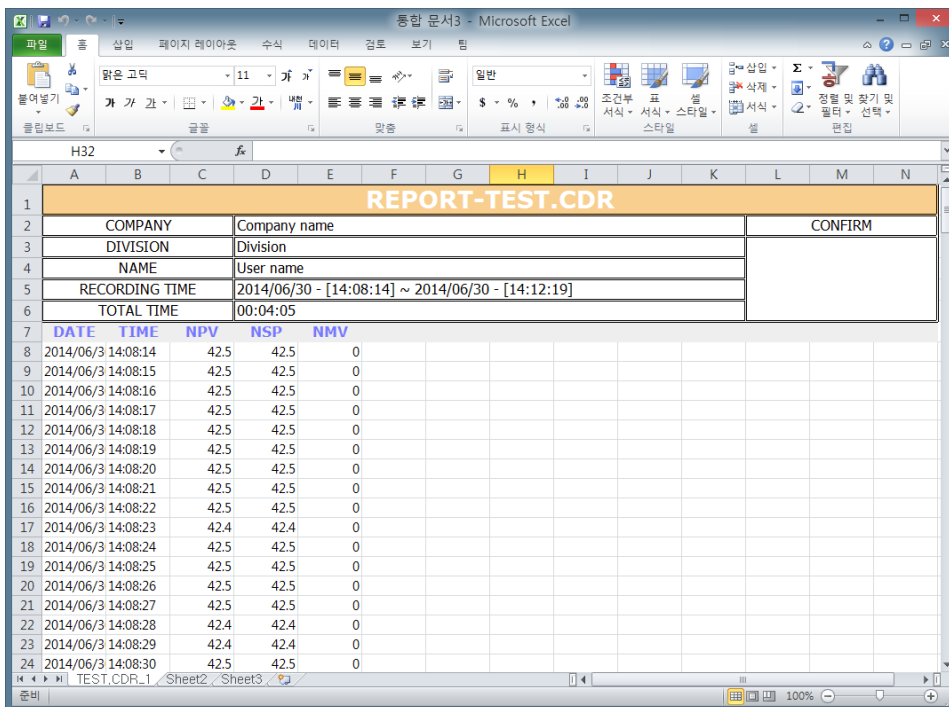 통합 문서3 - Microsoft Excel
파일 홈 삽입 페이지 레이아웃 수식 데이터 검토 보기 팀
붙여넣기
클립보드
맑은 고딕 11 가 가
가 가 가 가 내천
글꼴
맞춤
일반
$ % ,
표시 형식
조건부 서식 표 서식 셀 스타일
스타일
삽입
삭제
서식
셀
Σ 정렬 및 필터 찾기 및 선택
편집
H32 fx
A B C D E F G H I J K L M N
1 REPORT-TEST.CDR
2 COMPANY Company name CONFIRM
3 DIVISION Division
4 NAME User name
5 RECORDING TIME 2014/06/30 - [14:08:14] ~ 2014/06/30 - [14:12:19]
6 TOTAL TIME 00:04:05
7 DATE TIME NPV NSP NMV
8 2014/06/3 14:08:14 42.5 42.5 0
9 2014/06/3 14:08:15 42.5 42.5 0
10 2014/06/3 14:08:16 42.5 42.5 0
11 2014/06/3 14:08:17 42.5 42.5 0
12 2014/06/3 14:08:18 42.5 42.5 0
13 2014/06/3 14:08:19 42.5 42.5 0
14 2014/06/3 14:08:20 42.5 42.5 0
15 2014/06/3 14:08:21 42.5 42.5 0
16 2014/06/3 14:08:22 42.5 42.5 0
17 2014/06/3 14:08:23 42.4 42.4 0
18 2014/06/3 14:08:24 42.5 42.5 0
19 2014/06/3 14:08:25 42.5 42.5 0
20 2014/06/3 14:08:26 42.5 42.5 0
21 2014/06/3 14:08:27 42.5 42.5 0
22 2014/06/3 14:08:28 42.4 42.4 0
23 2014/06/3 14:08:29 42.4 42.4 0
24 2014/06/3 14:08:30 42.5 42.5 0
TEST,CDR_1 Sheet2 Sheet3
준비 100%